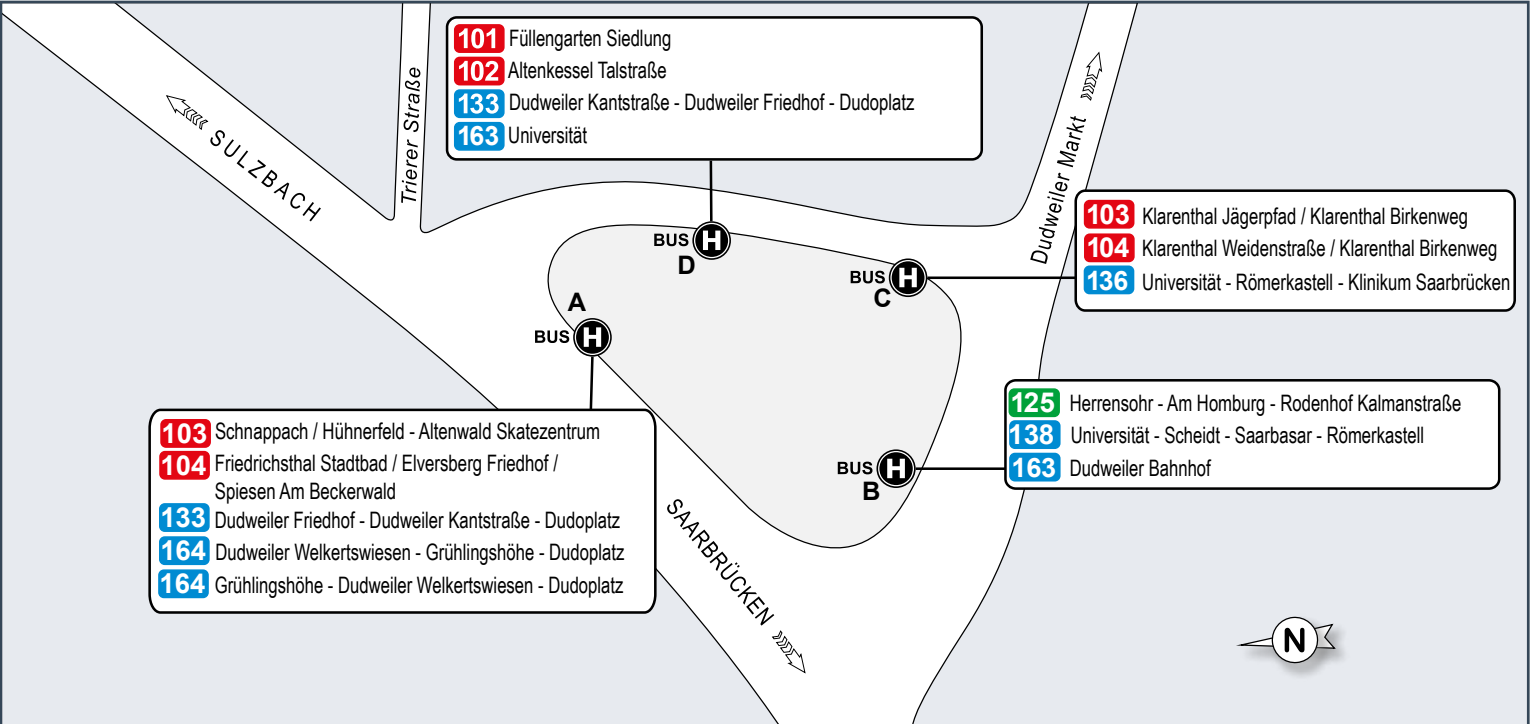 101 Füllengarten Siedlung
102 Altenkessel Talstraße
133 Dudweiler Kantstraße - Dudweiler Friedhof - Dudoplatz
163 Universität
SULZBACH
Trierer Straße
Dudweiler Markt
103 Klarenthal Jägerpfad / Klarenthal Birkenweg
104 Klarenthal Weidenstraße / Klarenthal Birkenweg
136 Universität - Römerkastell - Klinikum Saarbrücken
BUS H
D
BUS H
C
A
BUS H
125 Herrensohr - Am Homburg - Rodenhof Kalmanstraße
138 Universität - Scheidt - Saarbasar - Römerkastell
163 Dudweiler Bahnhof
BUS H
B
103 Schnappach / Hühnerfeld - Altenwald Skatezentrum
104 Friedrichsthal Stadtbad / Elversberg Friedhof /
Spiesen Am Beckerwald
133 Dudweiler Friedhof - Dudweiler Kantstraße - Dudoplatz
164 Dudweiler Welkertswiesen - Grühlingshöhe - Dudoplatz
164 Grühlingshöhe - Dudweiler Welkertswiesen - Dudoplatz
SAARBRÜCKEN
N